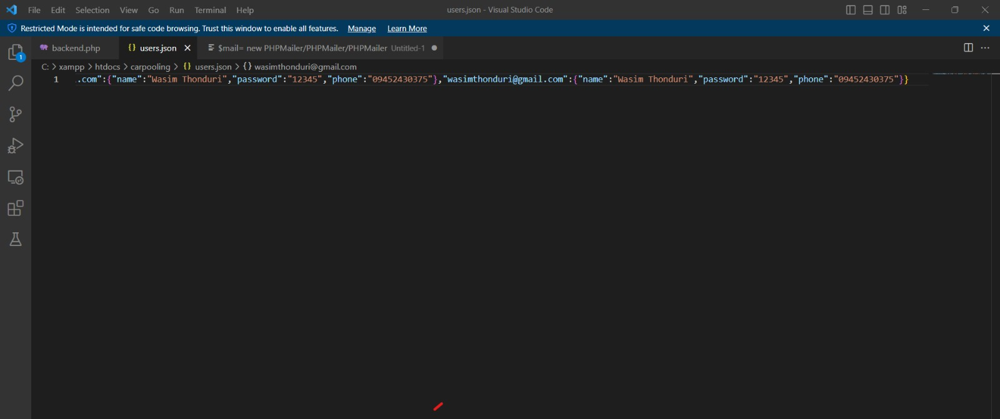 File Edit Selection View Go Run Terminal Help users.json - Visual Studio Code
Restricted Mode is intended for safe code browsing. Trust this window to enable all features. Manage Learn More
1 backend.php {} users.json $mail= new PHPMailer/PHPMailer/PHPMailer Untitled-1
C: > xampp > htdocs > carpooling > {} users.json > {} wasimthonduri@gmail.com
1 .com":{"name":"Wasim Thonduri","password":"12345","phone":"09452430375"},"wasimthonduri@gmail.com":{"name":"Wasim Thonduri","password":"12345","phone":"09452430375"}}